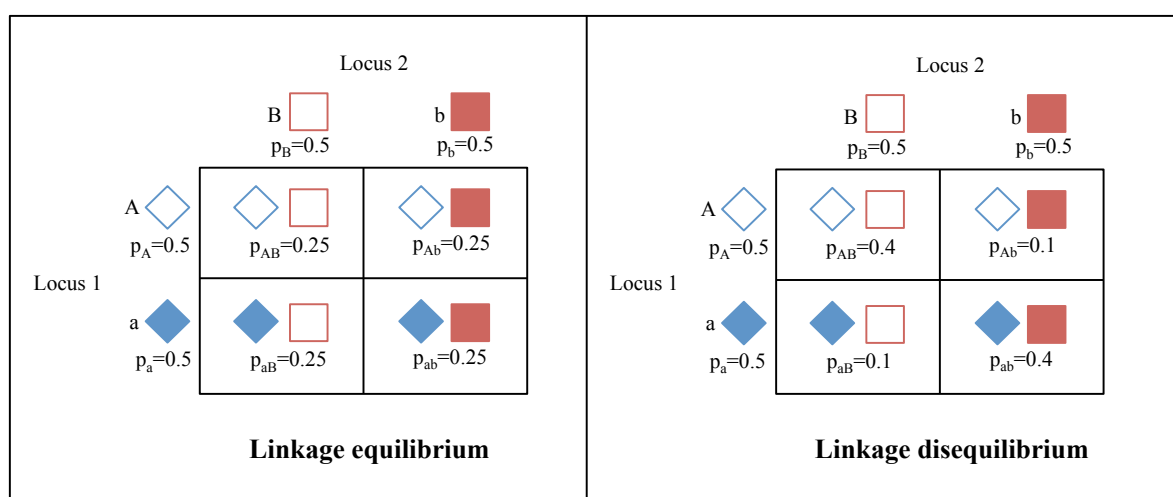 Locus 2
B b
p_B=0.5 p_b=0.5
A
p_A=0.5 p_AB=0.25 p_Ab=0.25
Locus 1
a
p_a=0.5 p_aB=0.25 p_ab=0.25
Linkage equilibrium
Locus 2
B b
p_B=0.5 p_b=0.5
A
p_A=0.5 p_AB=0.4 p_Ab=0.1
Locus 1
a
p_a=0.5 p_aB=0.1 p_ab=0.4
Linkage disequilibrium